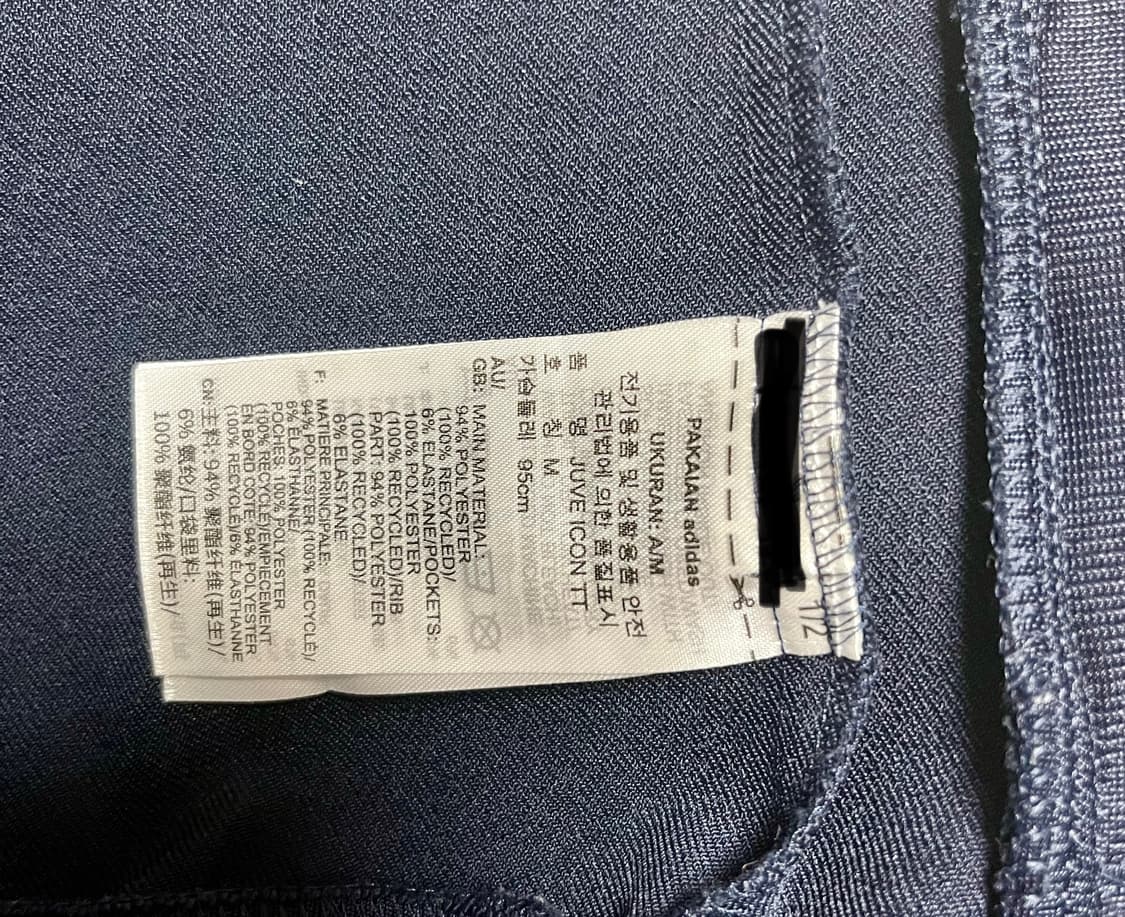 1/2
PAKAIAN adidas
UKURAN: A/M
전기용품 및 생활용품 안전
관리법에 의한 품질표시
품 명 JUVE ICON TT
호 칭 M
가슴둘레 95cm
AU/
GB: MAIN MATERIAL:
94% POLYESTER
(100% RECYCLED)/
6% ELASTANE/POCKETS:
100% POLYESTER
(100% RECYCLED)/RIB
PART: 94% POLYESTER
(100% RECYCLED)/
6% ELASTANE
F: MATIERE PRINCIPALE:
94% POLYESTER (100% RECYCLÉ)/
6% ELASTHANNE/
POCHES: 100% POLYESTER
(100% RECYCLE)/EMPIECEMENT
EN BORD COTE: 94% POLYESTER
(100% RECYCLE)/6% ELASTHANNE
CN:主料: 94% 聚酯纤维(再生)/
6% 氨纶/口袋里料:
100% 聚酯纤维(再生)/